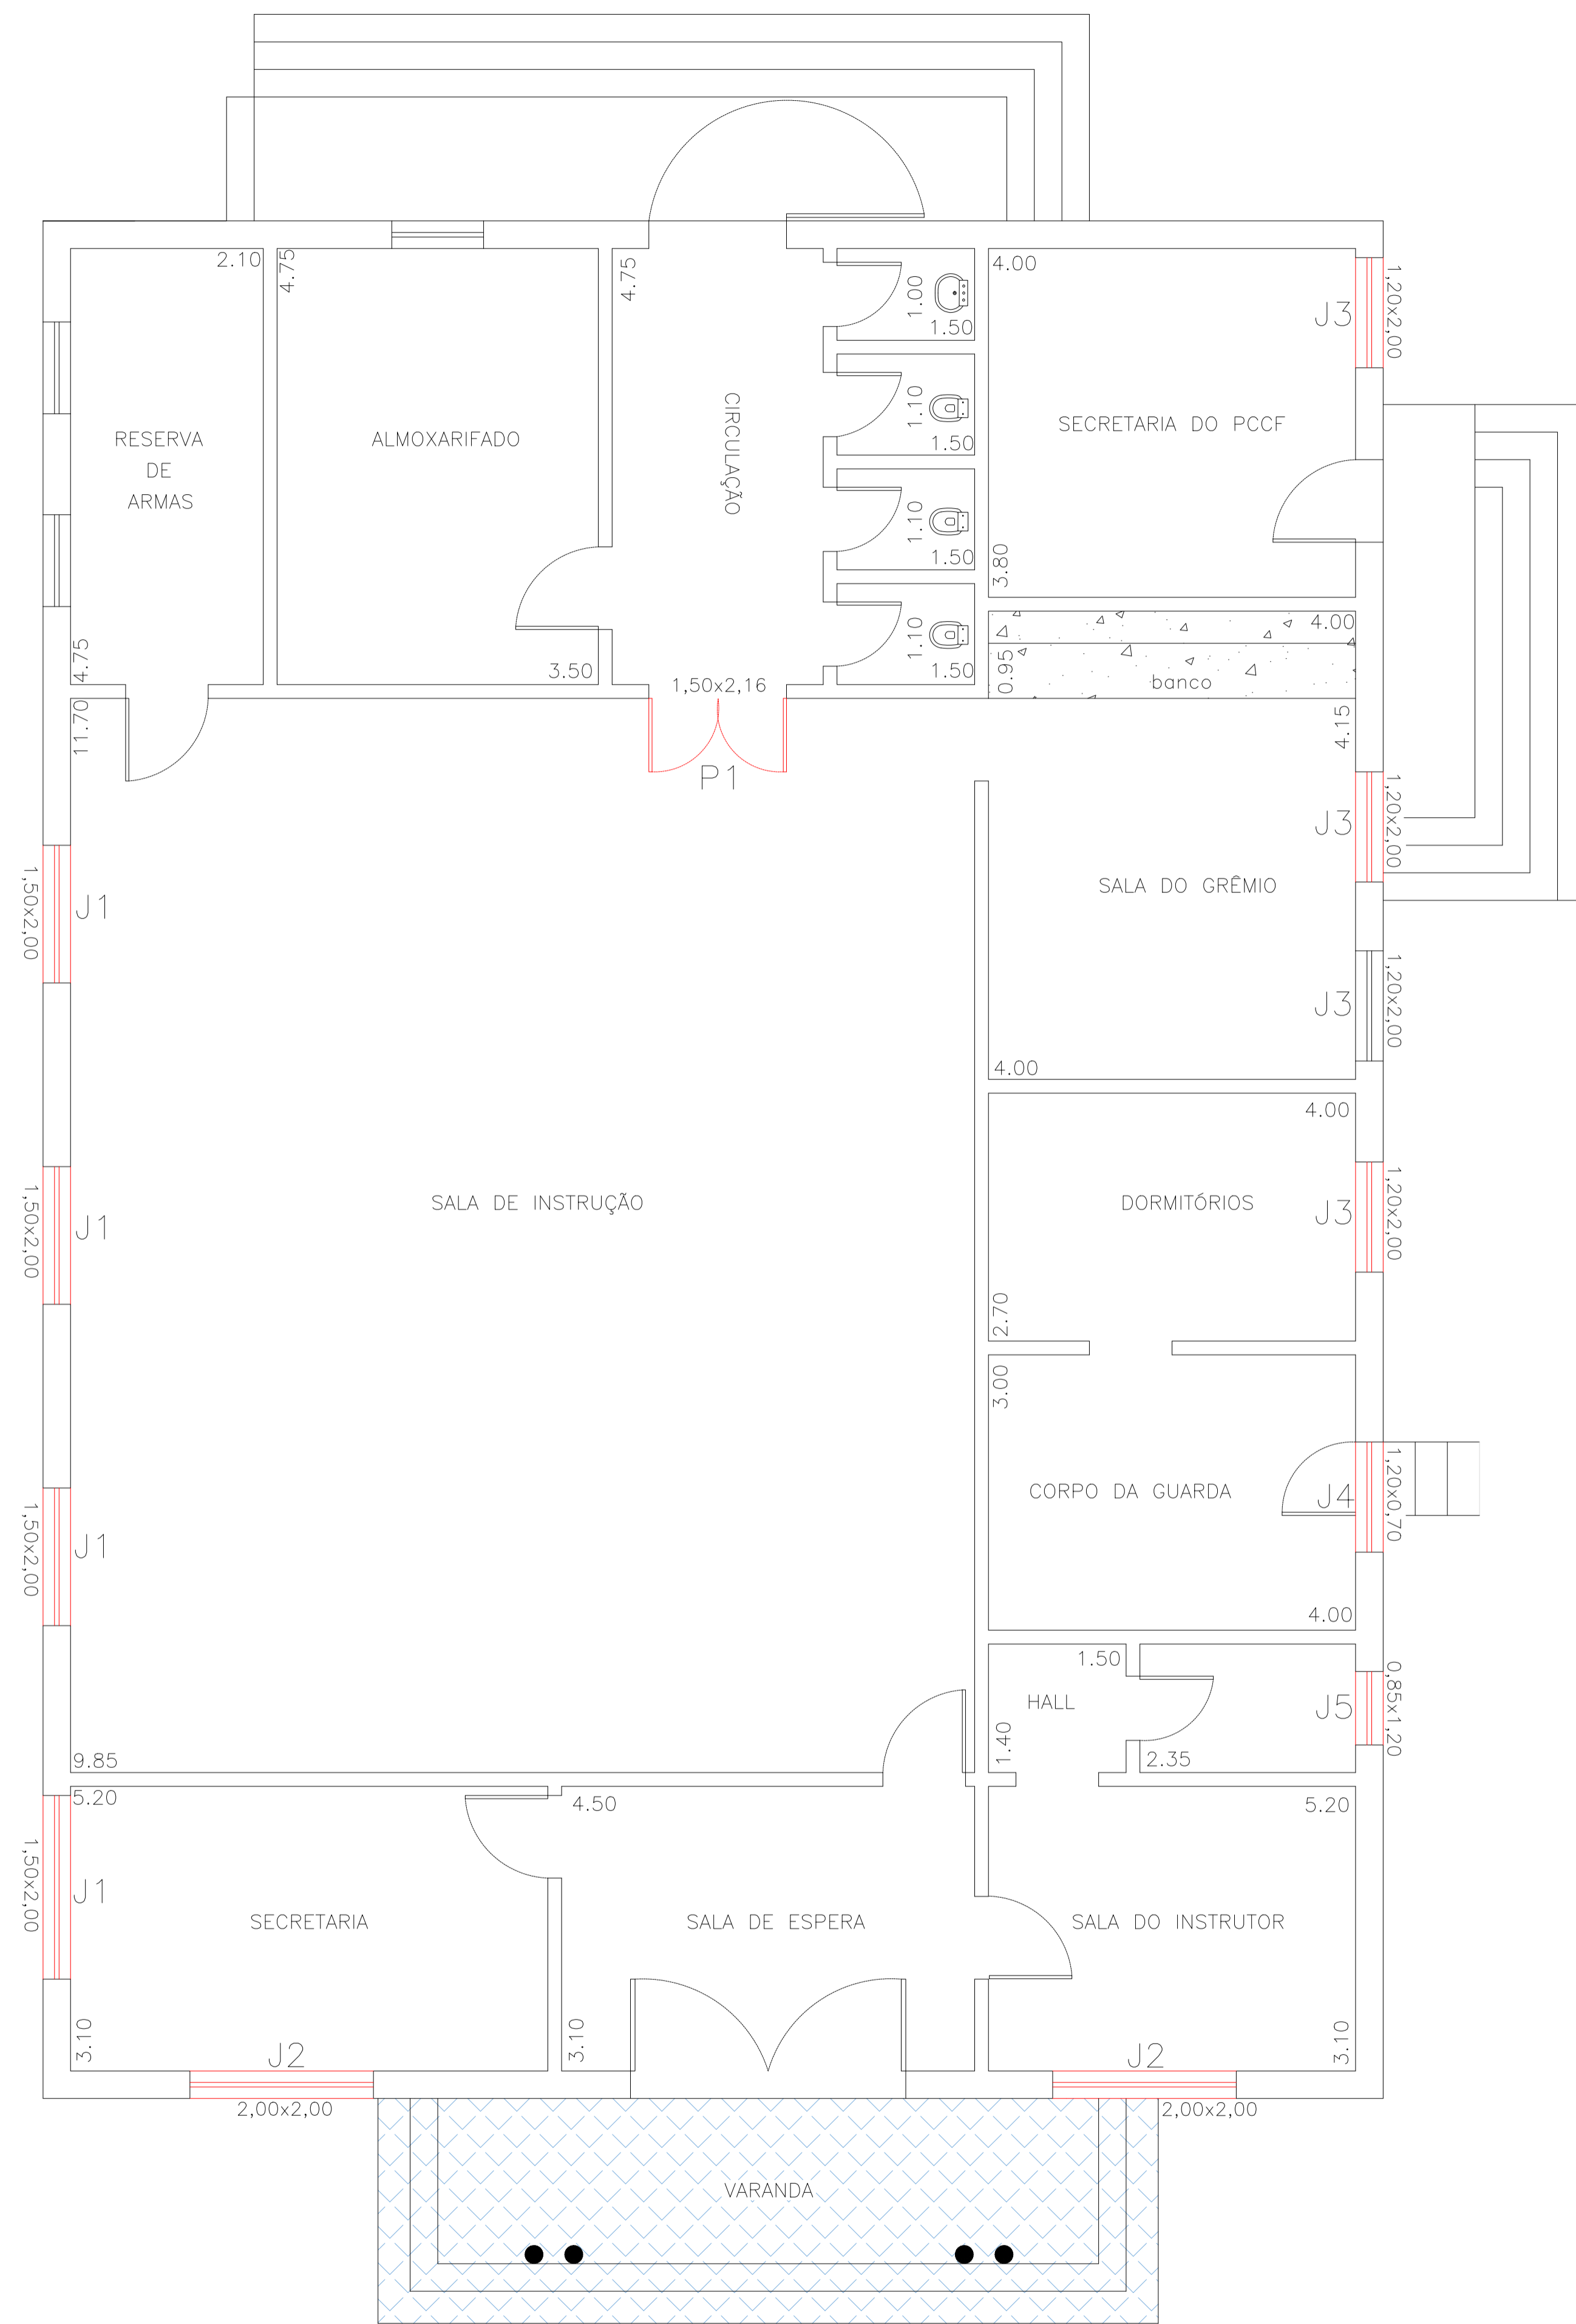 2.10
4.75
4.75
1.00
1.50
4.00
J3
1,20x2,00
RESERVA
DE
ARMAS
ALMOXARIFADO
CIRCULAÇÃO
1.10
1.50
SECRETARIA DO PCCF
1.10
1.50
3.80
1.10
1.50
4.00
0.95
banco
4.75
3.50
1,50x2,16
11.70
P1
4.15
J3
1,20x2,00
1,50x2,00
J1
SALA DO GRÊMIO
J3
1,20x2,00
4.00
4.00
1,50x2,00
J1
SALA DE INSTRUÇÃO
DORMITÓRIOS
J3
1,20x2,00
2.70
3.00
1,50x2,00
J1
CORPO DA GUARDA
J4
1,20x0,70
4.00
1.50
HALL
1.40
J5
0,85x1,20
2.35
9.85
5.20
4.50
5.20
1,50x2,00
J1
SECRETARIA
SALA DE ESPERA
SALA DO INSTRUTOR
3.10
J2
3.10
J2
3.10
2,00x2,00
2,00x2,00
VARANDA